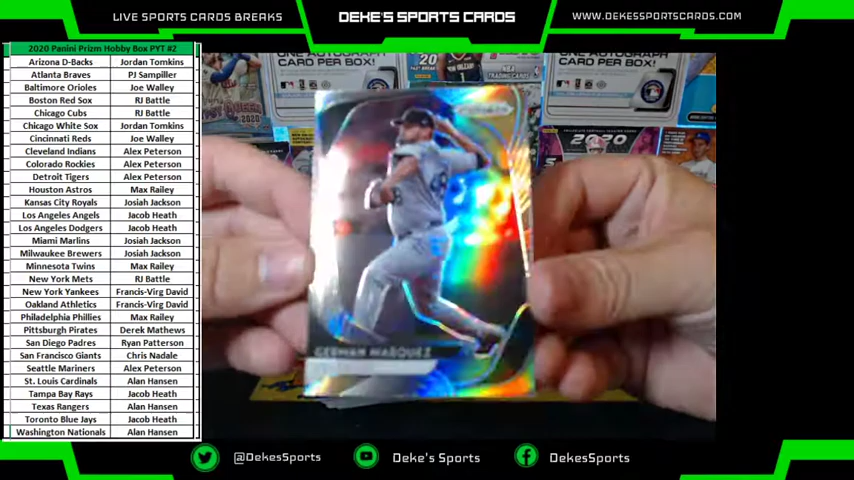 LIVE SPORTS CARDS BREAKS
DEKE'S SPORTS CARDS
WWW.DEKESSPORTSCARDS.COM
2020 Panini Prizm Hobby Box PYT #2
Arizona D-Backs Jordan Tomkins
Atlanta Braves PJ Sampiller
Baltimore Orioles Joe Walley
Boston Red Sox RJ Battle
Chicago Cubs RJ Battle
Chicago White Sox Jordan Tomkins
Cincinnati Reds Joe Walley
Cleveland Indians Alex Peterson
Colorado Rockies Alex Peterson
Detroit Tigers Alex Peterson
Houston Astros Max Railey
Kansas City Royals Josiah Jackson
Los Angeles Angels Jacob Heath
Los Angeles Dodgers Jacob Heath
Miami Marlins Josiah Jackson
Milwaukee Brewers Josiah Jackson
Minnesota Twins Max Railey
New York Mets RJ Battle
New York Yankees Francis-Virg David
Oakland Athletics Francis-Virg David
Philadelphia Phillies Max Railey
Pittsburgh Pirates Derek Mathews
San Diego Padres Ryan Patterson
San Francisco Giants Chris Nadale
Seattle Mariners Alex Peterson
St. Louis Cardinals Alan Hansen
Tampa Bay Rays Jacob Heath
Texas Rangers Alan Hansen
Toronto Blue Jays Jacob Heath
Washington Nationals Alan Hansen
ONE AUTOGRAPH
CARD PER BOX!
2020
GERMAN MARQUEZ
@DekesSports
Deke's Sports
DekesSports